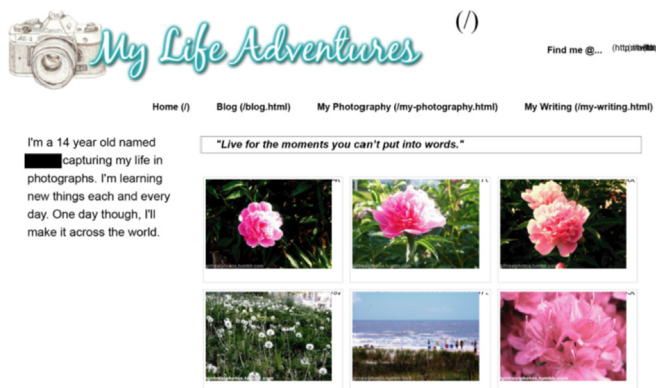 My Life Adventures
(/)
Find me @...
Home (/) Blog (/blog.html) My Photography (/my-photography.html) My Writing (/my-writing.html)
I'm a 14 year old named
capturing my life in
photographs. I'm learning
new things each and every
day. One day though, I'll
make it across the world.
"Live for the moments you can't put into words."